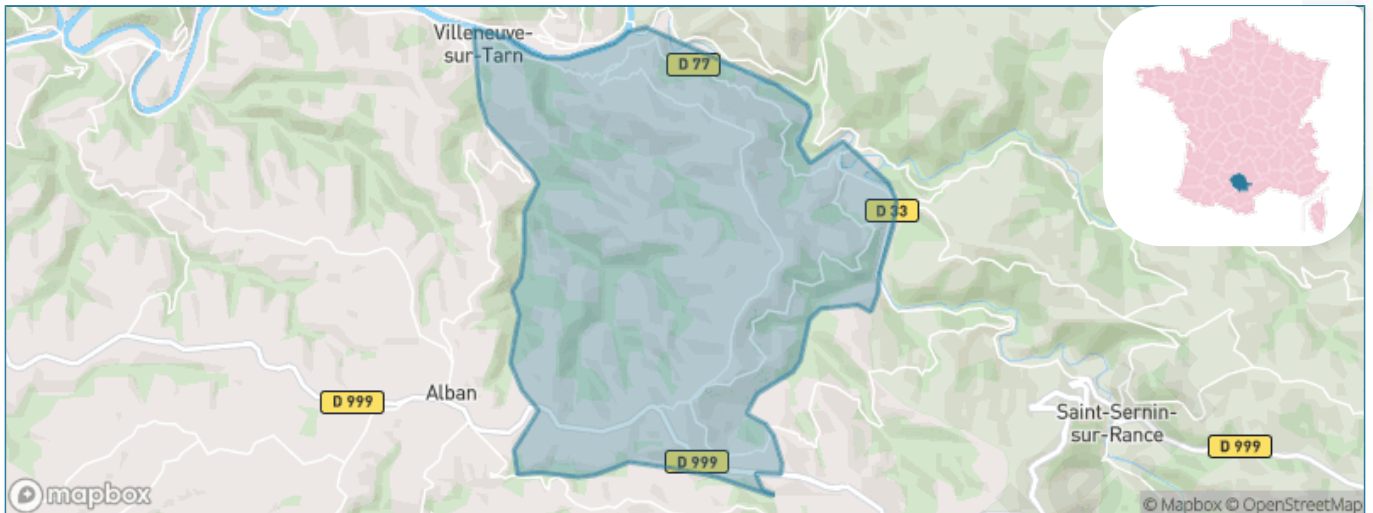 Villeneuve-
sur-Tarn
D 77
D 33
Alban
D 999
D 999
Saint-Sernin-
sur-Rance
D 999
mapbox
© Mapbox © OpenStreetMap